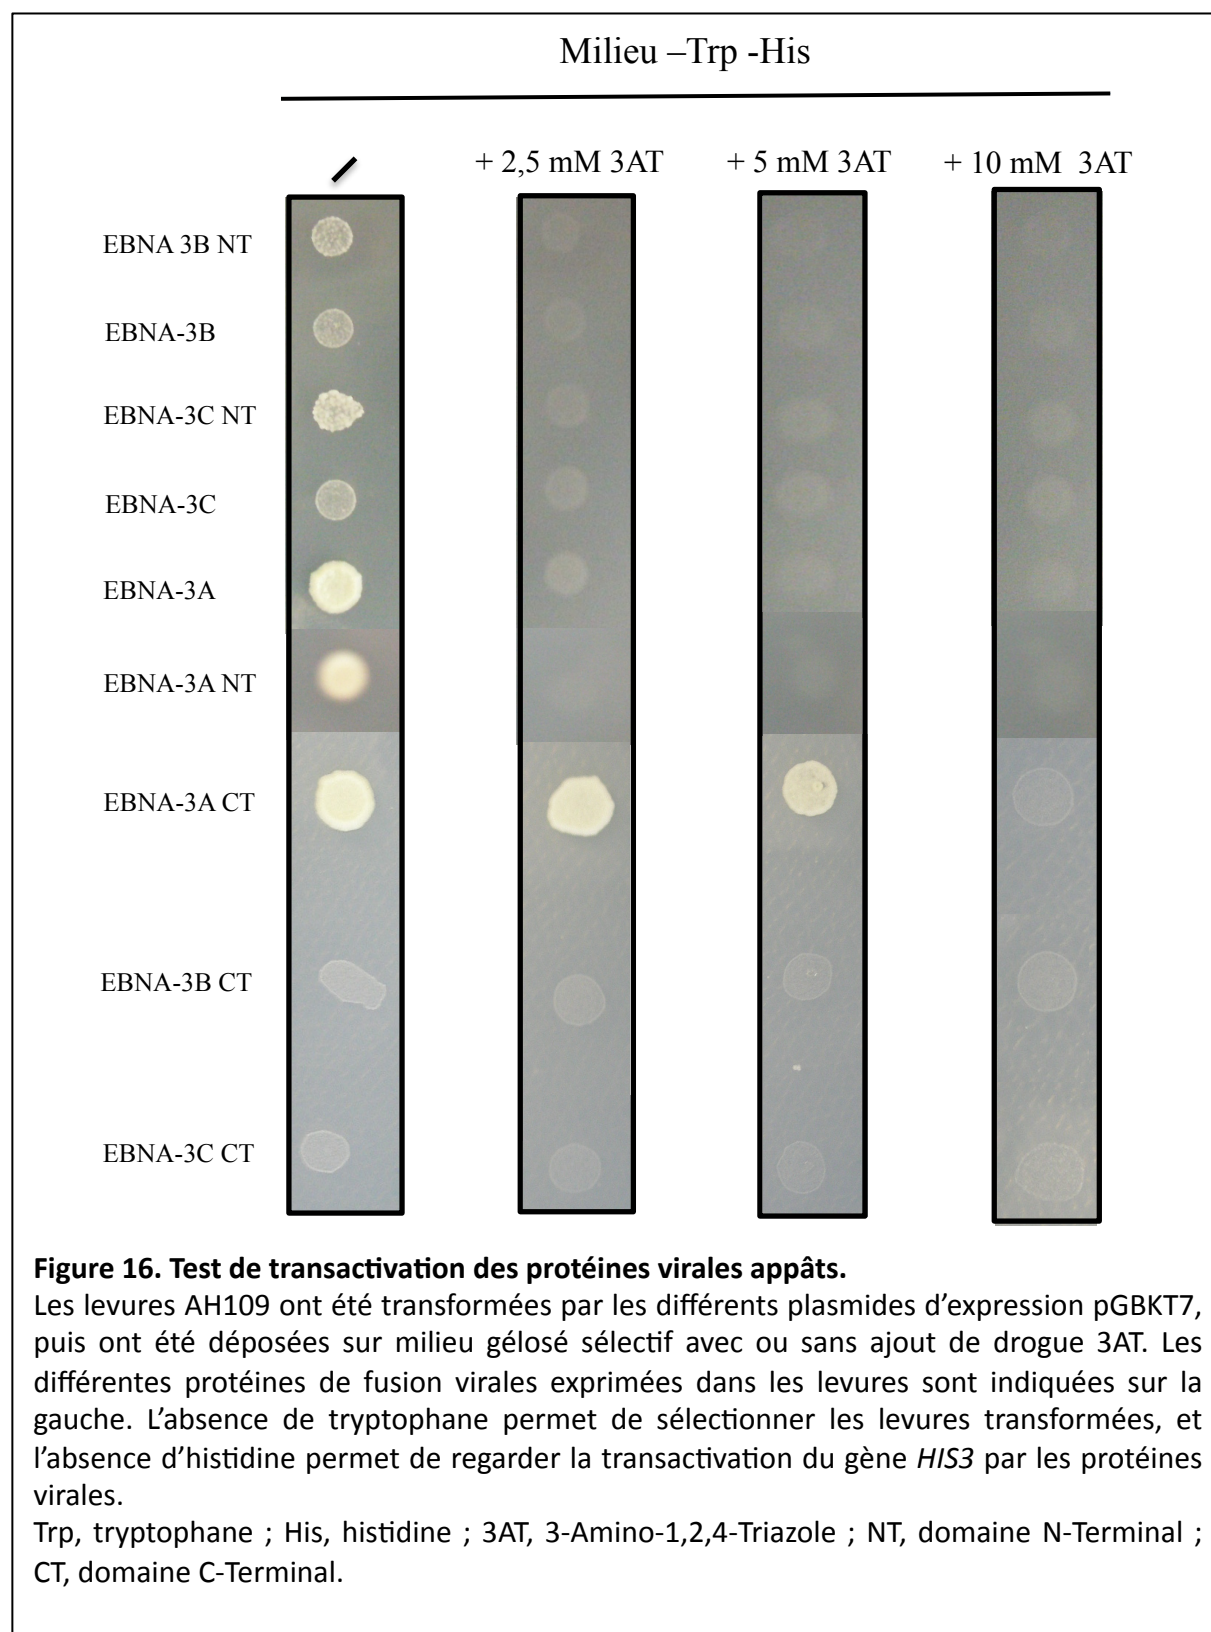 Milieu –Trp -His
+ 2,5 mM 3AT
+ 5 mM 3AT
+ 10 mM 3AT
EBNA 3B NT
EBNA-3B
EBNA-3C NT
EBNA-3C
EBNA-3A
EBNA-3A NT
EBNA-3A CT
EBNA-3B CT
EBNA-3C CT
Figure 16. Test de transactivation des protéines virales appâts.
Les levures AH109 ont été transformées par les différents plasmides d’expression pGBKT7,
puis ont été déposées sur milieu gélosé sélectif avec ou sans ajout de drogue 3AT. Les
différentes protéines de fusion virales exprimées dans les levures sont indiquées sur la
gauche. L’absence de tryptophane permet de sélectionner les levures transformées, et
l’absence d’histidine permet de regarder la transactivation du gène HIS3 par les protéines
virales.
Trp, tryptophane ; His, histidine ; 3AT, 3-Amino-1,2,4-Triazole ; NT, domaine N-Terminal ;
CT, domaine C-Terminal.